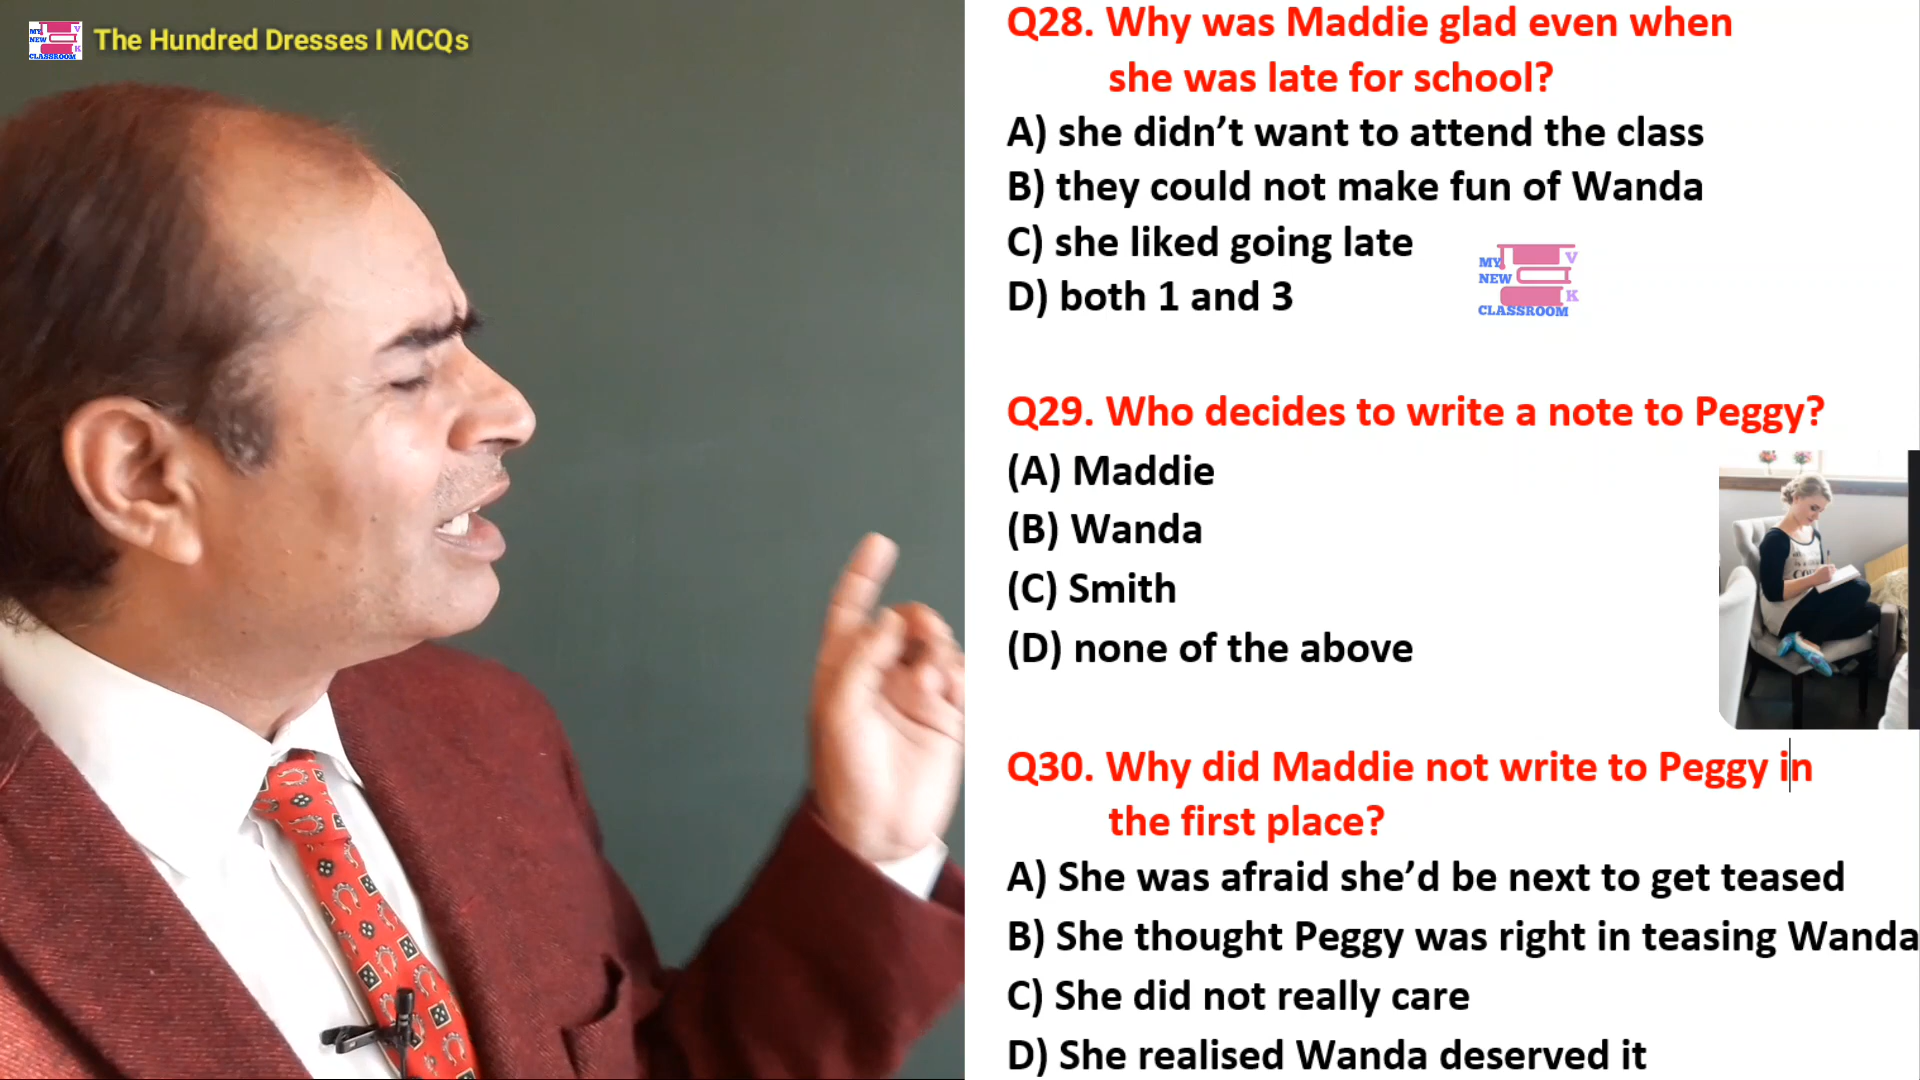 MY
NEW
V
K
CLASSROOM
The Hundred Dresses I MCQs
Q28. Why was Maddie glad even when
she was late for school?
A) she didn’t want to attend the class
B) they could not make fun of Wanda
C) she liked going late
D) both 1 and 3
MY
NEW
V
K
CLASSROOM
Q29. Who decides to write a note to Peggy?
(A) Maddie
(B) Wanda
(C) Smith
(D) none of the above
Q30. Why did Maddie not write to Peggy in
the first place?
A) She was afraid she’d be next to get teased
B) She thought Peggy was right in teasing Wanda
C) She did not really care
D) She realised Wanda deserved it